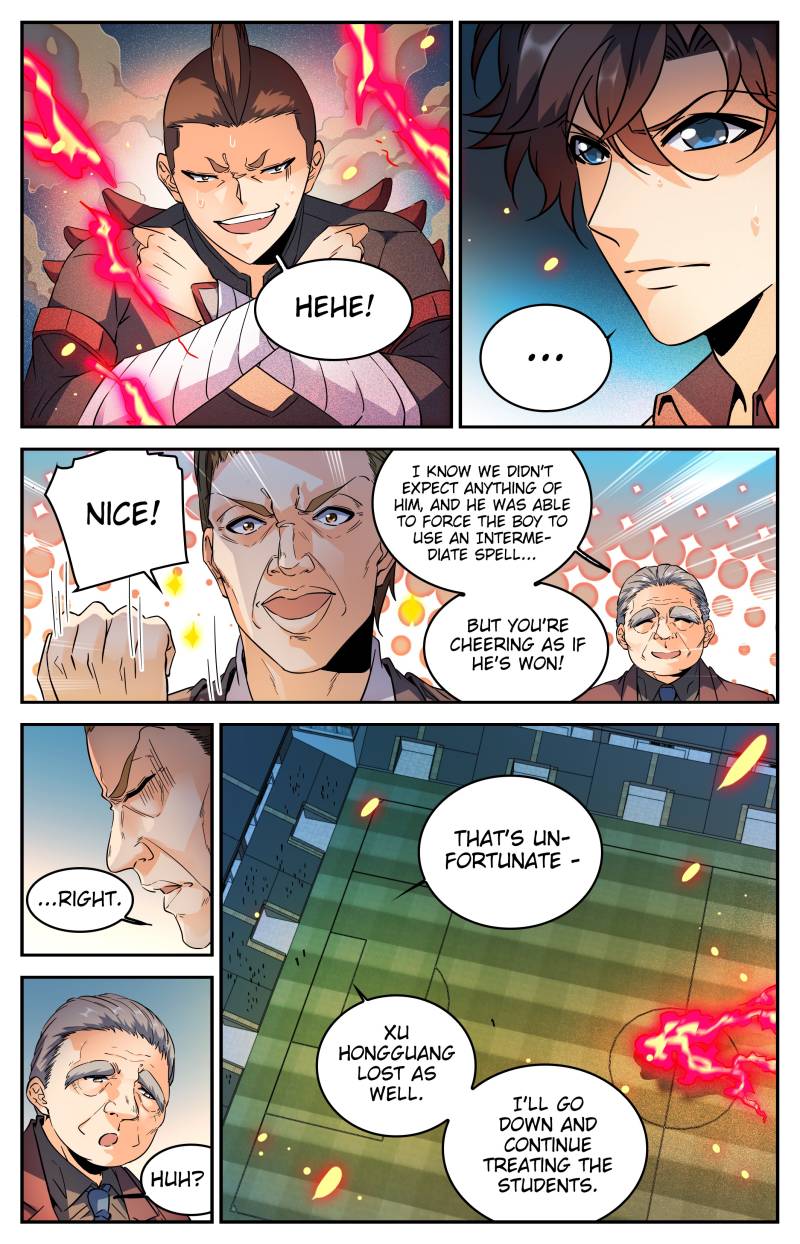 HEHE!
...
NICE!
I KNOW WE DIDN'T
EXPECT ANYTHING OF
HIM, AND HE WAS ABLE
TO FORCE THE BOY TO
USE AN INTERME-
DIATE SPELL...
BUT YOU'RE
CHEERING AS IF
HE'S WON!
...RIGHT.
HUH?
THAT'S UN-
FORTUNATE -
XU
HONGGUANG
LOST AS
WELL.
I'LL GO
DOWN AND
CONTINUE
TREATING THE
STUDENTS.